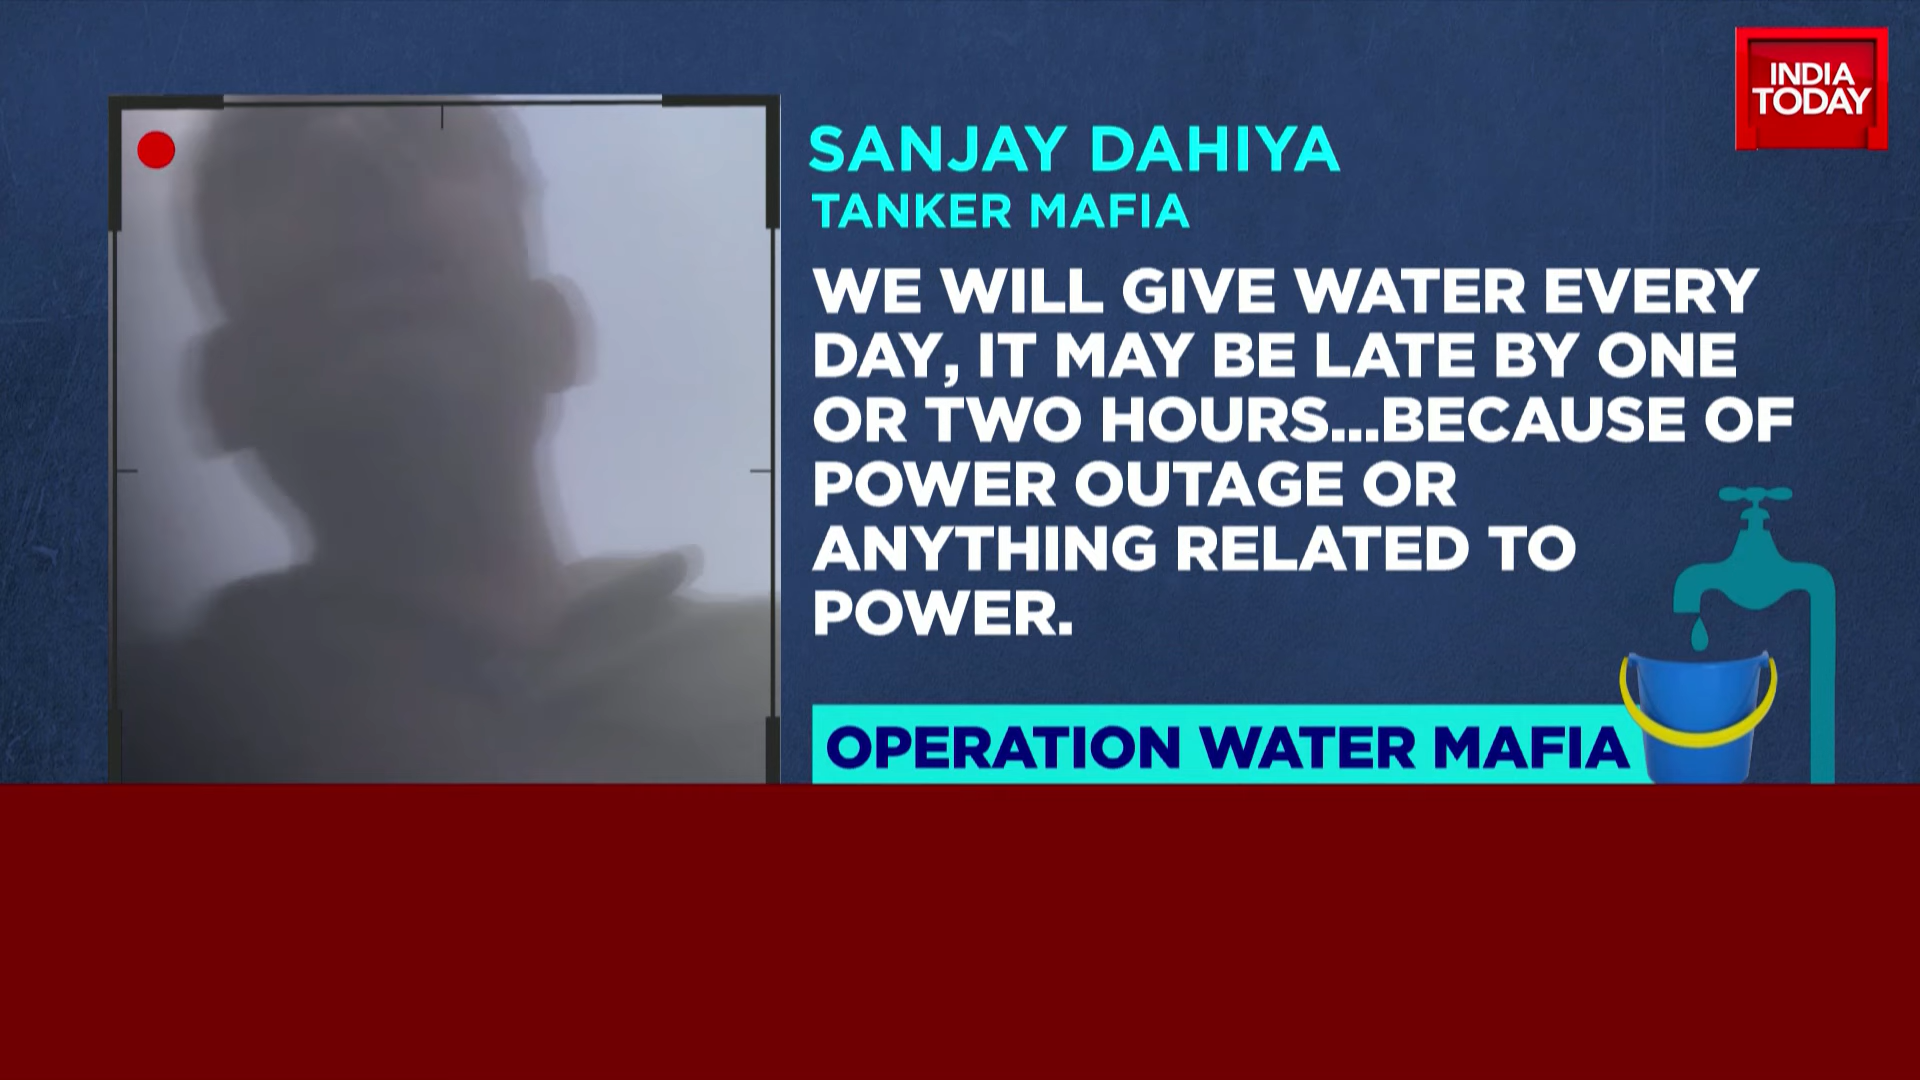 INDIA
TODAY
SANJAY DAHIYA
TANKER MAFIA
WE WILL GIVE WATER EVERY
DAY, IT MAY BE LATE BY ONE
OR TWO HOURS...BECAUSE OF
POWER OUTAGE OR
ANYTHING RELATED TO
POWER.
OPERATION WATER MAFIA